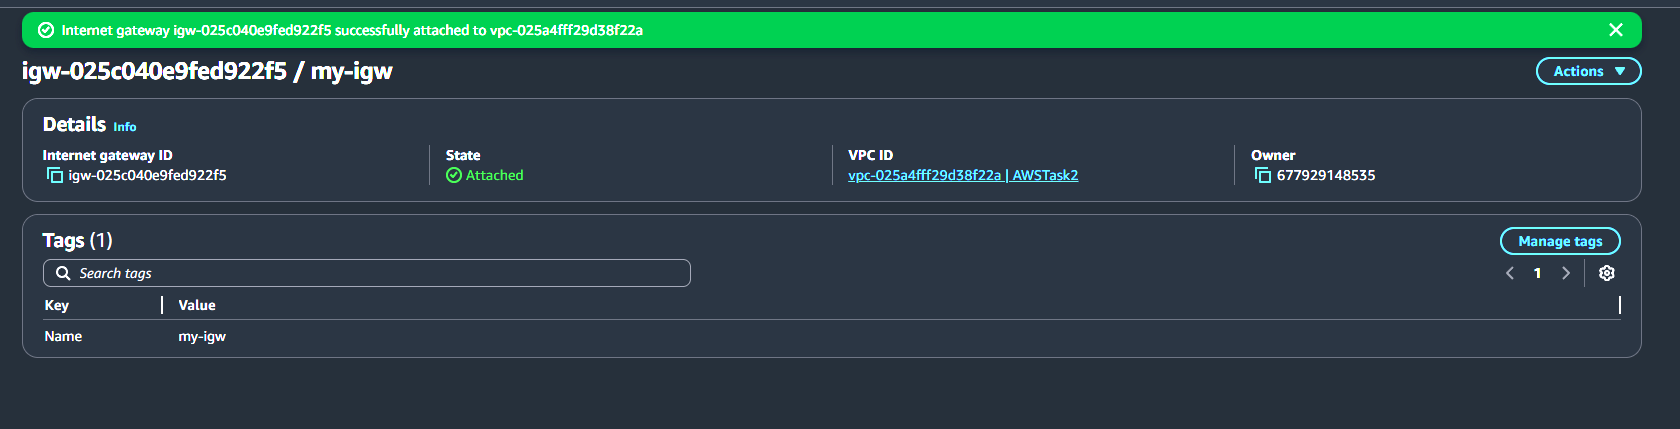 Internet gateway igw-025c040e9fed922f5 successfully attached to vpc-025a4fff29d38f22a
igw-025c040e9fed922f5 / my-igw
Actions
Details Info
Internet gateway ID
igw-025c040e9fed922f5
State
Attached
VPC ID
vpc-025a4fff29d38f22a | AWSTask2
Owner
677929148535
Tags (1)
Manage tags
Search tags
1
Key Value
Name my-igw